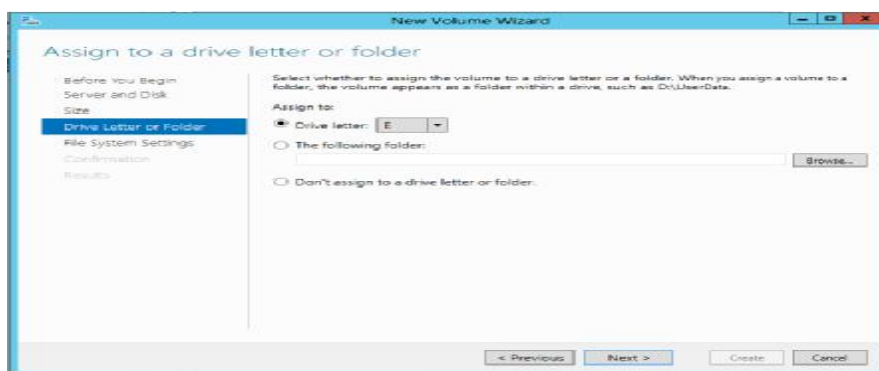 New Volume Wizard
Assign to a drive letter or folder
Before You Begin
Server and Disk
Size
Drive Letter or Folder
File System Settings
Confirmation
Results
Select whether to assign the volume to a drive letter or a folder. When you assign a volume to a
folder, the volume appears as a folder within a drive, such as D:\UserData.
Assign to:
Drive letter: E
The following folder:
Browse...
Don't assign to a drive letter or folder.
< Previous Next > Create Cancel